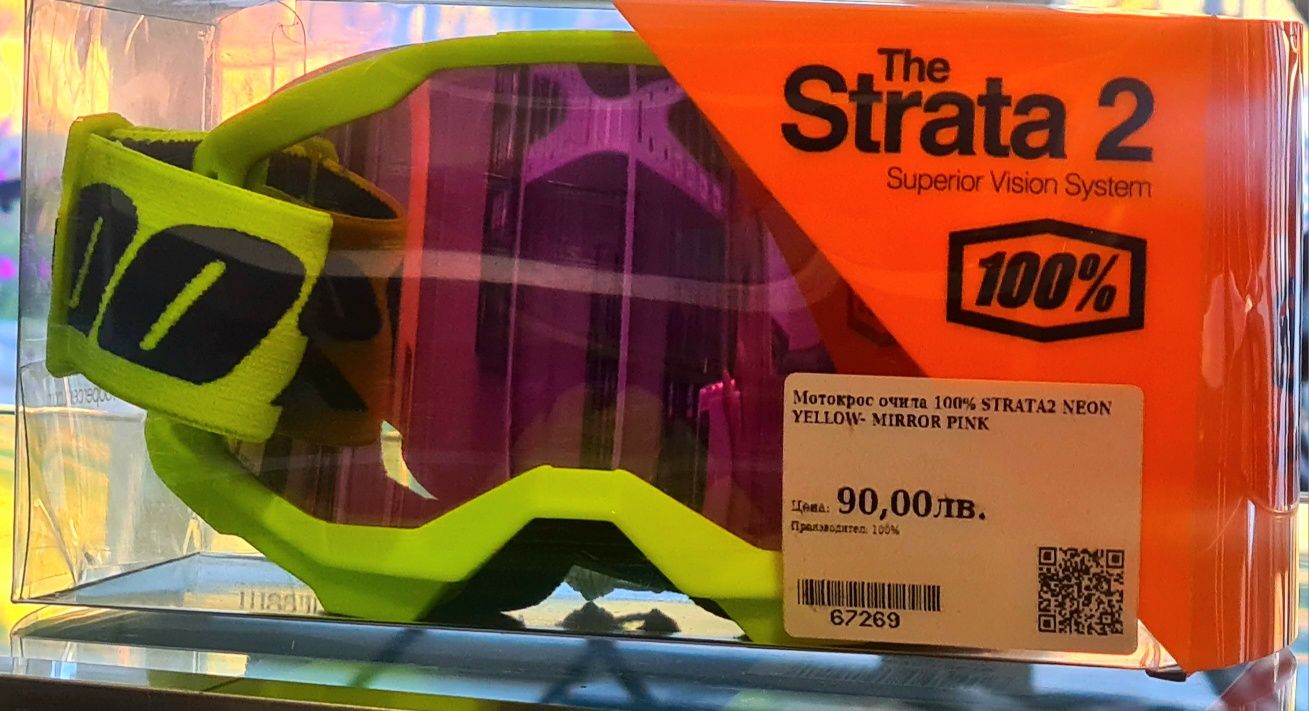 The
Strata 2
Superior Vision System
100%
Мотокрос очила 100% STRATA2 NEON
YELLOW- MIRROR PINK
Цена: 90,00лв.
Производител: 100%
67269